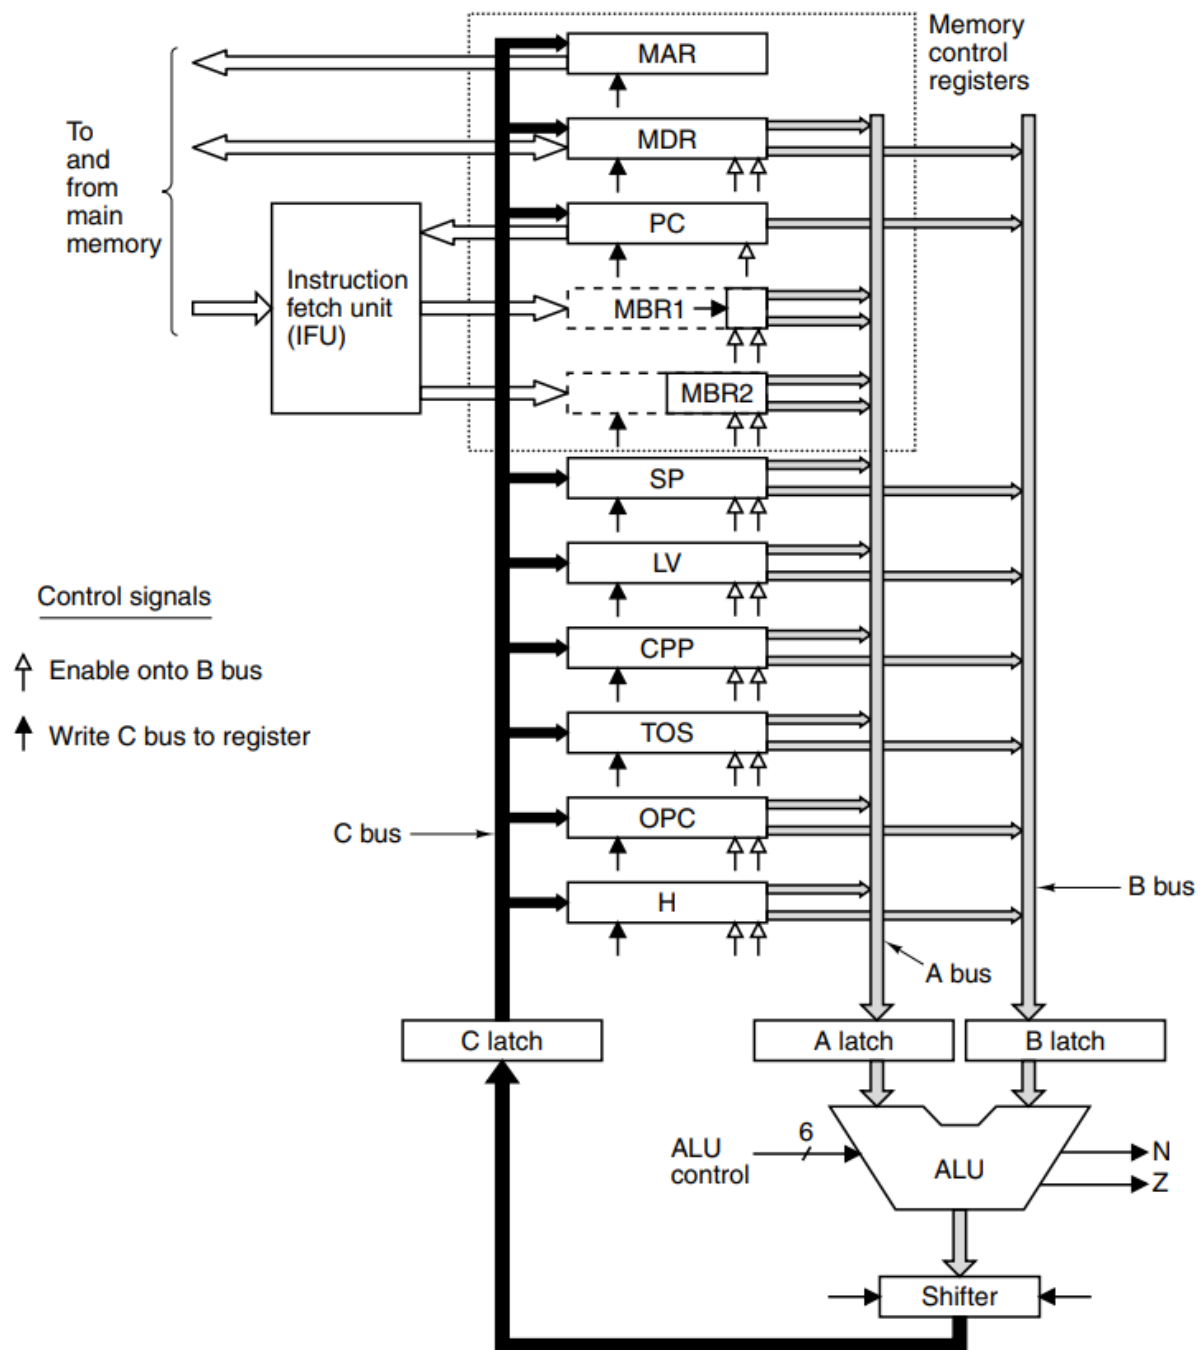 Memory
control
registers
MAR
To
and
from
main
memory
MDR
PC
Instruction
fetch unit
(IFU)
MBR1
MBR2
SP
LV
Control signals
CPP
Enable onto B bus
TOS
Write C bus to register
OPC
C bus
H
B bus
A bus
C latch
A latch
B latch
6
ALU
control
ALU
N
Z
Shifter